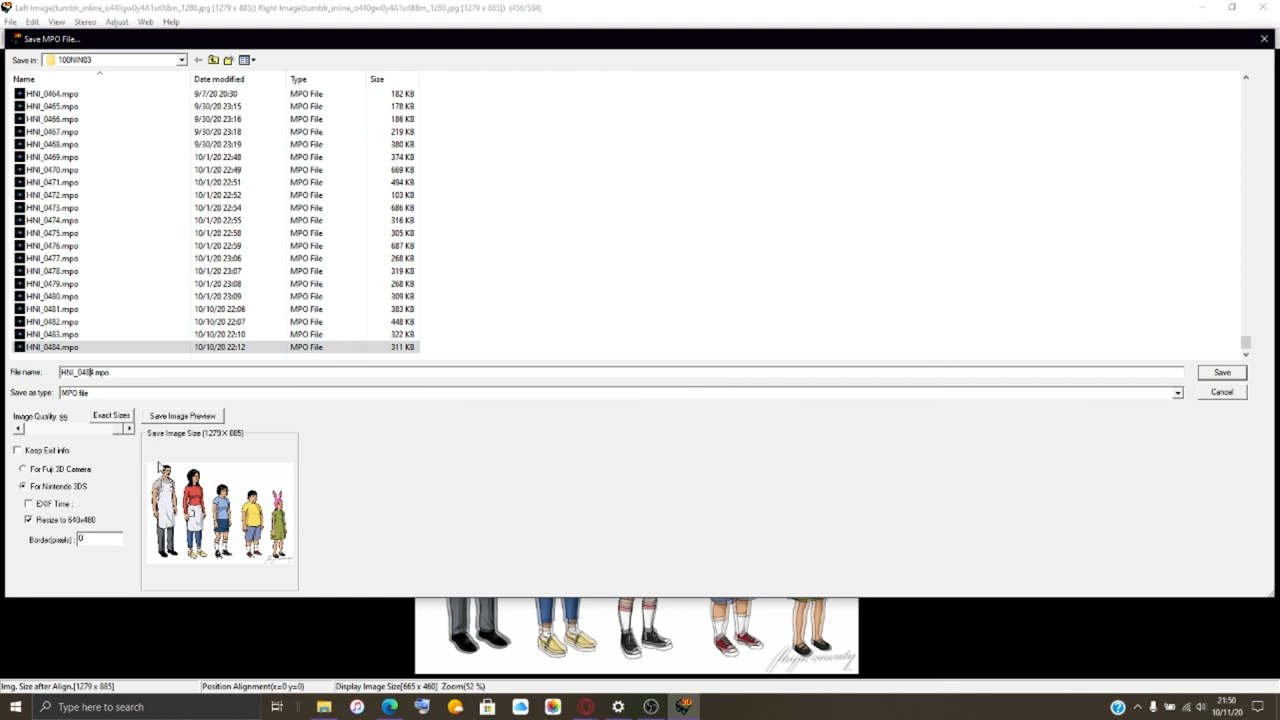 Left Image(tumblr_inline_o440gw0y4A1sr0t8m_1280.jpg [1279 x 885]) Right Image(tumblr_inline_o440gw0y4A1sr0t8m_1280.jpg [1279 x 885]) (456/534)
File Edit View Stereo Adjust Web Help
Save MPO File...
Save in: 100NIN03
Name Date modified Type Size
HNI_0464.mpo 9/7/20 20:30 MPO File 182 KB
HNI_0465.mpo 9/30/20 23:15 MPO File 178 KB
HNI_0466.mpo 9/30/20 23:16 MPO File 186 KB
HNI_0467.mpo 9/30/20 23:18 MPO File 219 KB
HNI_0468.mpo 9/30/20 23:19 MPO File 380 KB
HNI_0469.mpo 10/1/20 22:48 MPO File 374 KB
HNI_0470.mpo 10/1/20 22:49 MPO File 669 KB
HNI_0471.mpo 10/1/20 22:51 MPO File 494 KB
HNI_0472.mpo 10/1/20 22:52 MPO File 103 KB
HNI_0473.mpo 10/1/20 22:54 MPO File 686 KB
HNI_0474.mpo 10/1/20 22:55 MPO File 316 KB
HNI_0475.mpo 10/1/20 22:58 MPO File 305 KB
HNI_0476.mpo 10/1/20 22:59 MPO File 687 KB
HNI_0477.mpo 10/1/20 23:06 MPO File 268 KB
HNI_0478.mpo 10/1/20 23:07 MPO File 319 KB
HNI_0479.mpo 10/1/20 23:08 MPO File 268 KB
HNI_0480.mpo 10/1/20 23:09 MPO File 309 KB
HNI_0481.mpo 10/10/20 22:06 MPO File 383 KB
HNI_0482.mpo 10/10/20 22:07 MPO File 448 KB
HNI_0483.mpo 10/10/20 22:10 MPO File 322 KB
HNI_0484.mpo 10/10/20 22:12 MPO File 311 KB
File name: HNI_0484.mpo Save
Save as type: MPO file Cancel
Image Quality: 99 Exact Sizes Save Image Preview
Save Image Size (1279 X 885)
Keep Exif info.
For Fuji 3D Camera
For Nintendo 3DS
EXIF Time :
Resize to 640x480
Border(pixels) : 0
Img. Size after Align.[1279 x 885] Position Alignment(x=0 y=0) Display Image Size[665 x 460] Zoom(52 %)
Type here to search
21:50
10/11/20